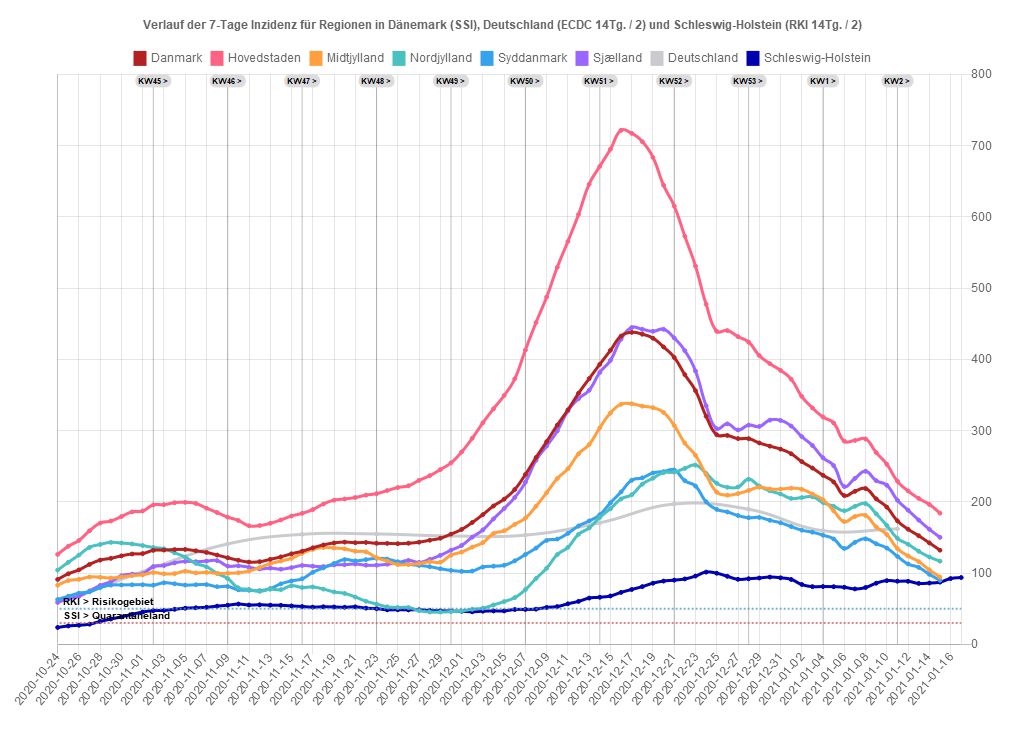 Verlauf der 7-Tage Inzidenz für Regionen in Dänemark (SSI), Deutschland (ECDC 14Tg. / 2) und Schleswig-Holstein (RKI 14Tg. / 2)
Danmark Hovedstaden Midtjylland Nordjylland Syddanmark Sjælland Deutschland Schleswig-Holstein
KW45 > KW46 > KW47 > KW48 > KW49 > KW50 > KW51 > KW52 > KW53 > KW1 > KW2 >
800
700
600
500
400
300
200
100
0
RKI > Risikogebiet
SSI > Quarantäneland
2020-10-24 2020-10-26 2020-10-28 2020-10-30 2020-11-01 2020-11-03 2020-11-05 2020-11-07 2020-11-09 2020-11-11 2020-11-13 2020-11-15 2020-11-17 2020-11-19 2020-11-21 2020-11-23 2020-11-25 2020-11-27 2020-11-29 2020-12-01 2020-12-03 2020-12-05 2020-12-07 2020-12-09 2020-12-11 2020-12-13 2020-12-15 2020-12-17 2020-12-19 2020-12-21 2020-12-23 2020-12-25 2020-12-27 2020-12-29 2020-12-31 2021-01-02 2021-01-04 2021-01-06 2021-01-08 2021-01-10 2021-01-12 2021-01-14 2021-01-16